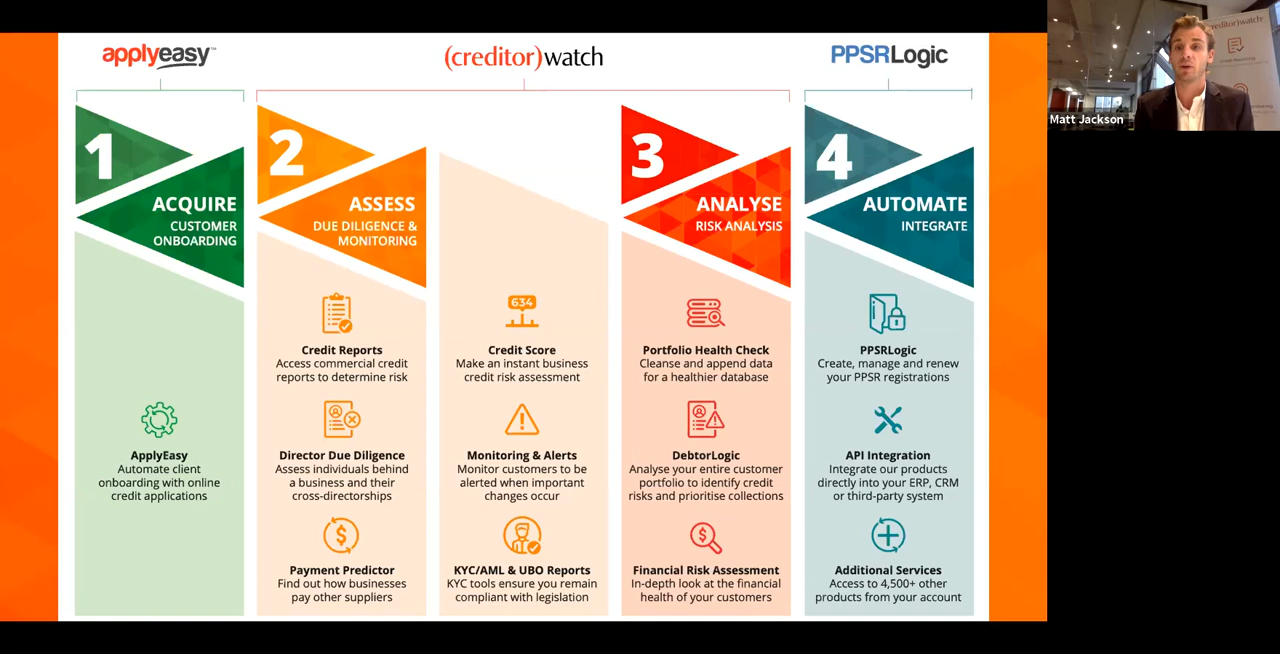 applyeasy™
(creditor)watch
PPSRLogic
1
ACQUIRE
CUSTOMER
ONBOARDING
ApplyEasy
Automate client
onboarding with online
credit applications
2
ASSESS
DUE DILIGENCE &
MONITORING
Credit Reports
Access commercial credit
reports to determine risk
Director Due Diligence
Assess individuals behind
a business and their
cross-directorships
Payment Predictor
Find out how businesses
pay other suppliers
634
Credit Score
Make an instant business
credit risk assessment
Monitoring & Alerts
Monitor customers to be
alerted when important
changes occur
KYC/AML & UBO Reports
KYC tools ensure you remain
compliant with legislation
3
ANALYSE
RISK ANALYSIS
Portfolio Health Check
Cleanse and append data
for a healthier database
DebtorLogic
Analyse your entire customer
portfolio to identify credit
risks and prioritise collections
Financial Risk Assessment
In-depth look at the financial
health of your customers
4
AUTOMATE
INTEGRATE
PPSRLogic
Create, manage and renew
your PPSR registrations
API Integration
Integrate our products
directly into your ERP, CRM
or third-party system
Additional Services
Access to 4,500+ other
products from your account
creditor)watch
Matt Jackson